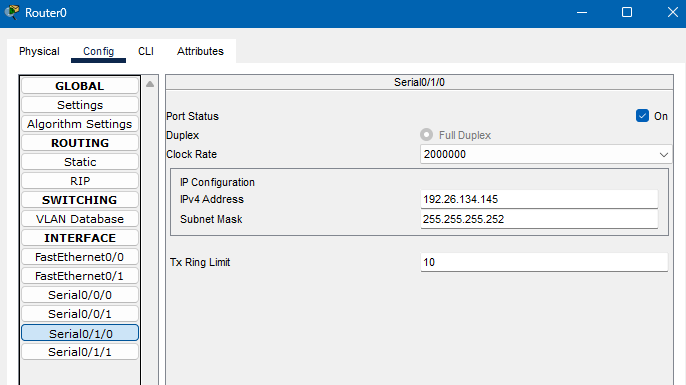 Router0
Physical Config CLI Attributes
GLOBAL
Settings
Algorithm Settings
ROUTING
Static
RIP
SWITCHING
VLAN Database
INTERFACE
FastEthernet0/0
FastEthernet0/1
Serial0/0/0
Serial0/0/1
Serial0/1/0
Serial0/1/1
Serial0/1/0
Port Status On
Duplex Full Duplex
Clock Rate 2000000
IP Configuration
IPv4 Address 192.26.134.145
Subnet Mask 255.255.255.252
Tx Ring Limit 10